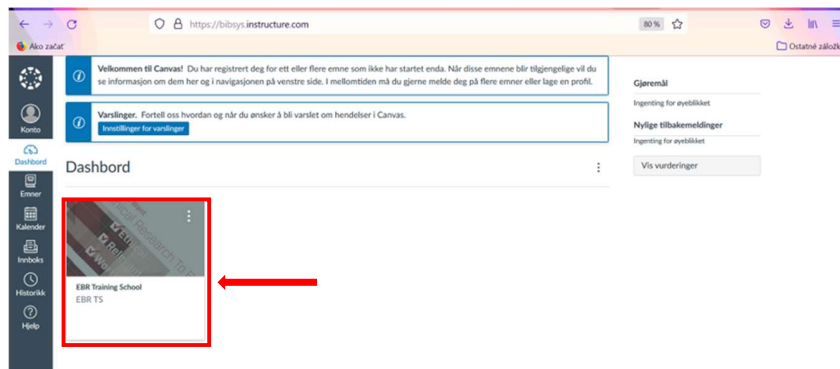 https://bibsys.instructure.com
80 %
Ako začať
Ostatné záložk
Velkommen til Canvas! Du har registrert deg for ett eller flere emne som ikke har startet enda. Når disse emnene blir tilgjengelige vil du
se informasjon om dem her og i navigasjonen på venstre side. I mellomtiden må du gjerne melde deg på flere emner eller lage en profil.
Varslinger. Fortell oss hvordan og når du ønsker å bli varslet om hendelser i Canvas.
Innstillinger for varslinger
Konto
Dashbord
Emner
Kalender
Innboks
Historikk
Hjelp
Dashbord
EBR Training School
EBR TS
Gjøremål
Ingenting for øyeblikket
Nylige tilbakemeldinger
Ingenting for øyeblikket
Vis vurderinger